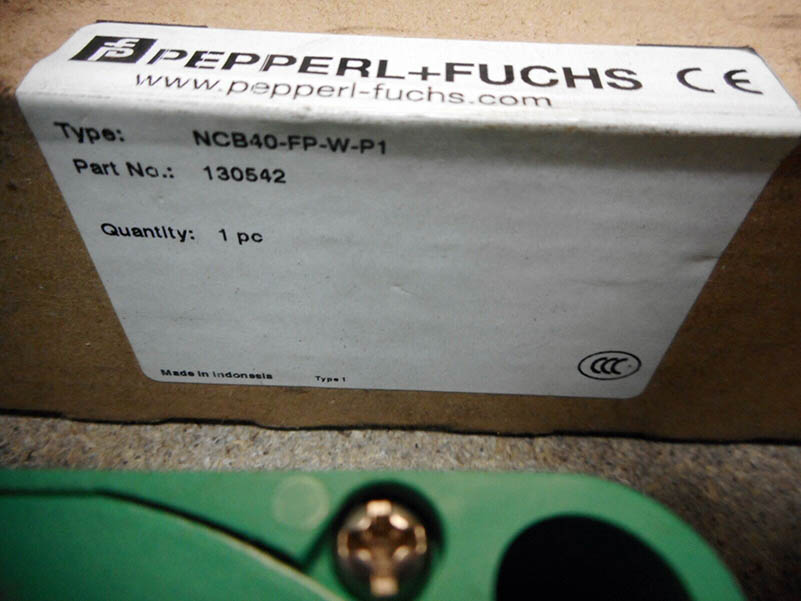 PEPPERL+FUCHS CE
www.pepperl-fuchs.com
Type: NCB40-FP-W-P1
Part No.: 130542
Quantity: 1 pc
Made in Indonesia Type 1
CCC